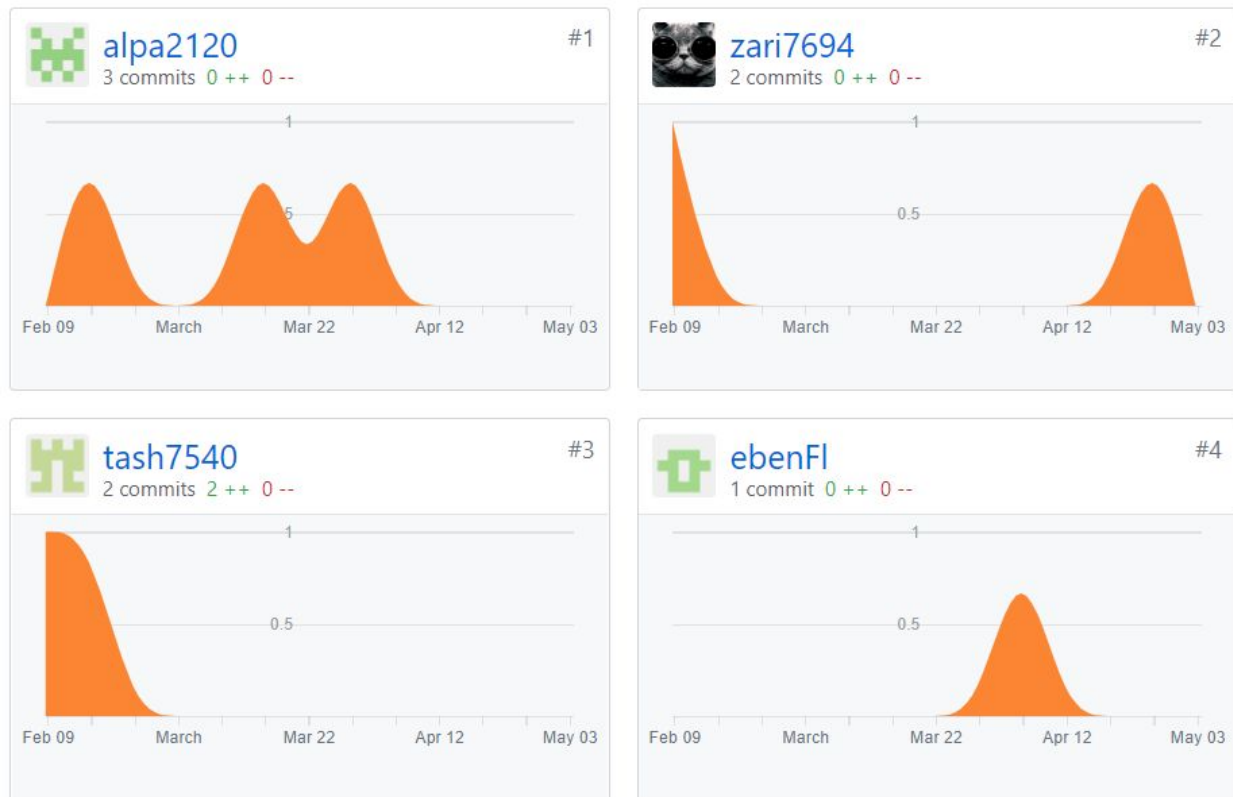 alpa2120 #1
3 commits 0 ++ 0 --
1
5
Feb 09 March Mar 22 Apr 12 May 03
zari7694 #2
2 commits 0 ++ 0 --
1
0.5
Feb 09 March Mar 22 Apr 12 May 03
tash7540 #3
2 commits 2 ++ 0 --
1
0.5
Feb 09 March Mar 22 Apr 12 May 03
ebenFl #4
1 commit 0 ++ 0 --
1
0.5
Feb 09 March Mar 22 Apr 12 May 03